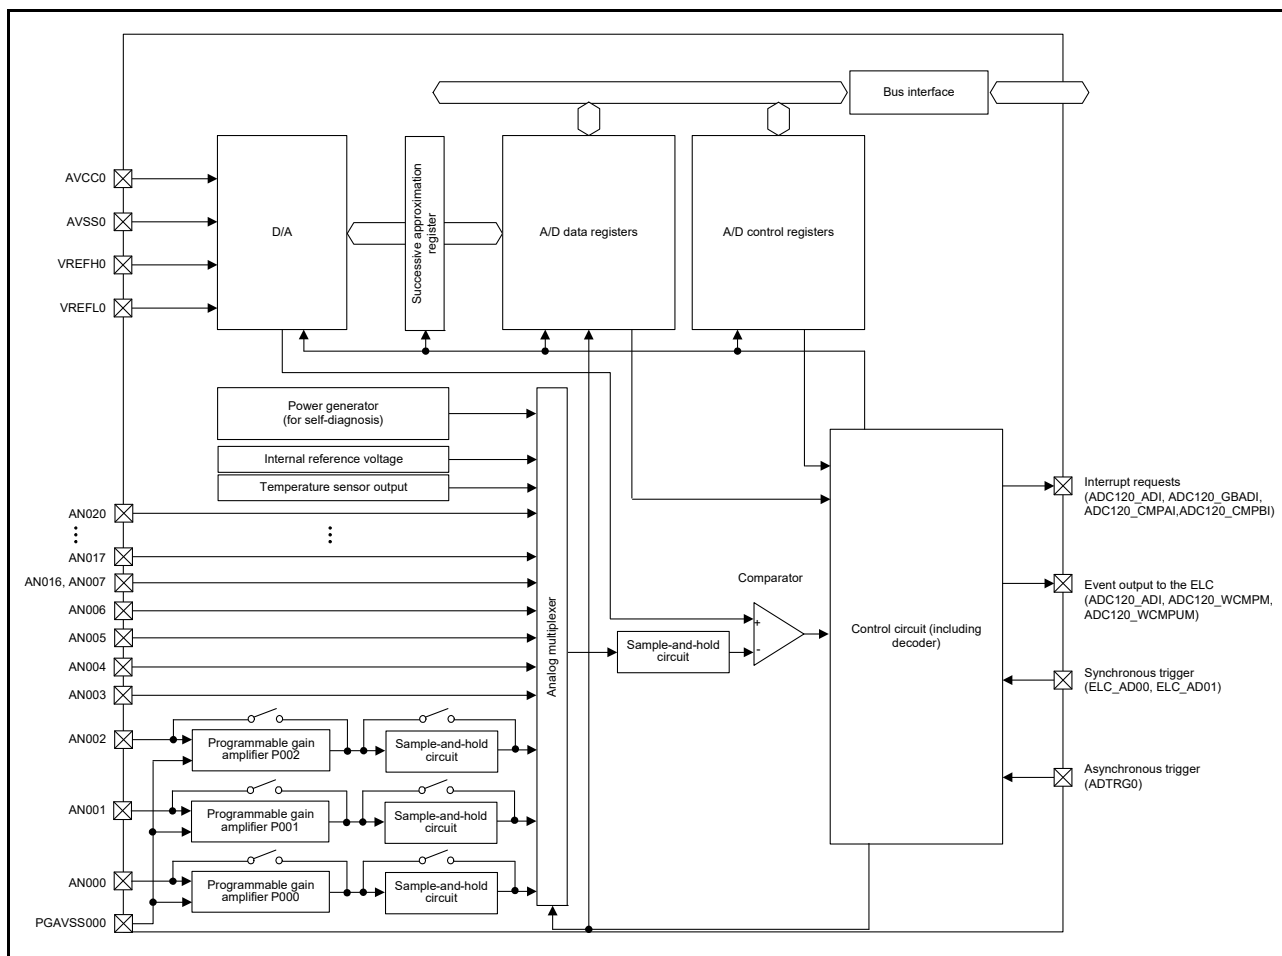 Bus interface
AVCC0
AVSS0
VREFH0
VREFL0
D/A
Successive approximation
register
A/D data registers
A/D control registers
Power generator
(for self-diagnosis)
Internal reference voltage
Temperature sensor output
AN020
AN017
AN016, AN007
AN006
AN005
AN004
AN003
AN002
AN001
AN000
PGAVSS000
Programmable gain
amplifier P002
Sample-and-hold
circuit
Programmable gain
amplifier P001
Sample-and-hold
circuit
Programmable gain
amplifier P000
Sample-and-hold
circuit
Analog multiplexer
Sample-and-hold
circuit
Comparator
+
-
Control circuit (including
decoder)
Interrupt requests
(ADC120_ADI, ADC120_GBADI,
ADC120_CMPAI,ADC120_CMPBI)
Event output to the ELC
(ADC120_ADI, ADC120_WCMPM,
ADC120_WCMPUM)
Synchronous trigger
(ELC_AD00, ELC_AD01)
Asynchronous trigger
(ADTRG0)